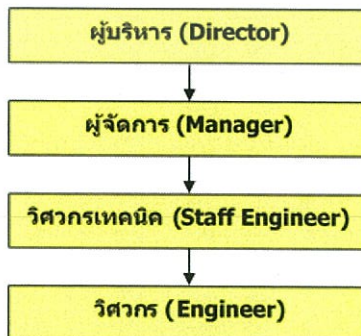 ผู้บริหาร (Director)
ผู้จัดการ (Manager)
วิศวกรเทคนิค (Staff Engineer)
วิศวกร (Engineer)